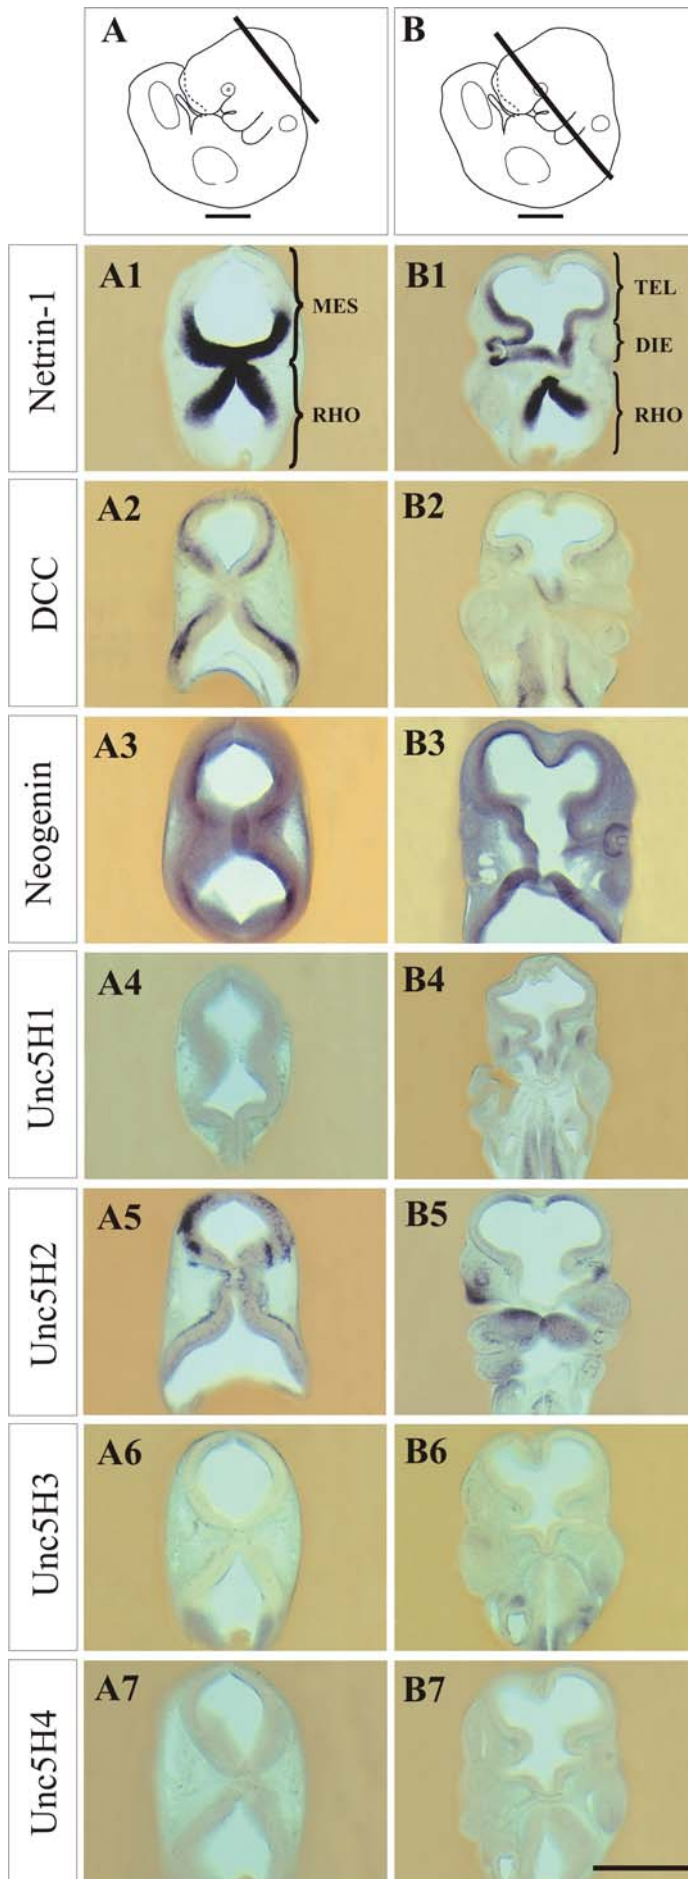 A B
Netrin-1 A1 MES RHO B1 TEL DIE RHO
DCC A2 B2
Neogenin A3 B3
Unc5H1 A4 B4
Unc5H2 A5 B5
Unc5H3 A6 B6
Unc5H4 A7 B7